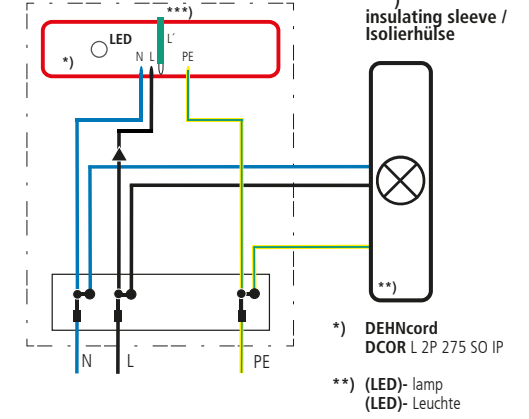 ***)
)
insulating sleeve /
Isolierhülse
LED
L´
*)
N L
PE
**)
N
L
PE
*) DEHNcord
DCOR L 2P 275 SO IP
**) (LED)- lamp
(LED)- Leuchte